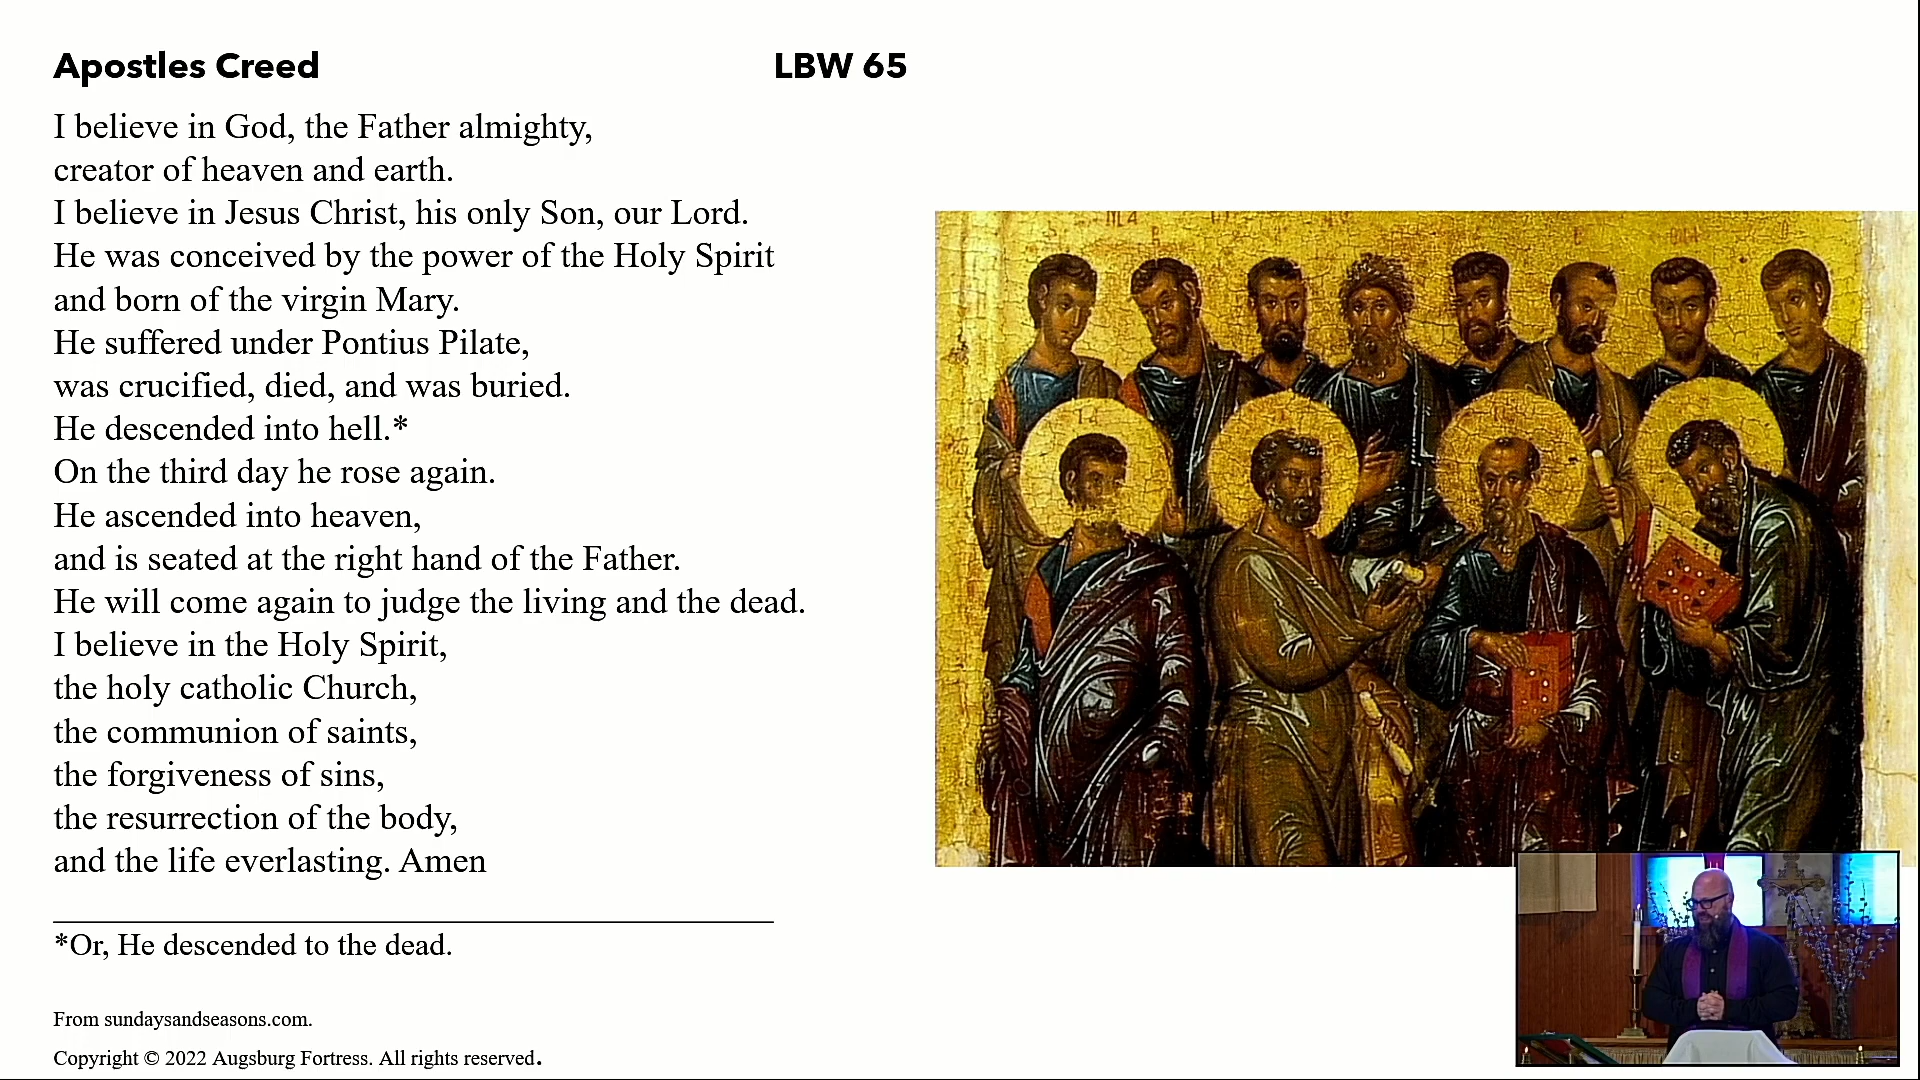 Apostles Creed LBW 65
I believe in God, the Father almighty,
creator of heaven and earth.
I believe in Jesus Christ, his only Son, our Lord.
He was conceived by the power of the Holy Spirit
and born of the virgin Mary.
He suffered under Pontius Pilate,
was crucified, died, and was buried.
He descended into hell.*
On the third day he rose again.
He ascended into heaven,
and is seated at the right hand of the Father.
He will come again to judge the living and the dead.
I believe in the Holy Spirit,
the holy catholic Church,
the communion of saints,
the forgiveness of sins,
the resurrection of the body,
and the life everlasting. Amen
*Or, He descended to the dead.
From sundaysandseasons.com.
Copyright © 2022 Augsburg Fortress. All rights reserved.